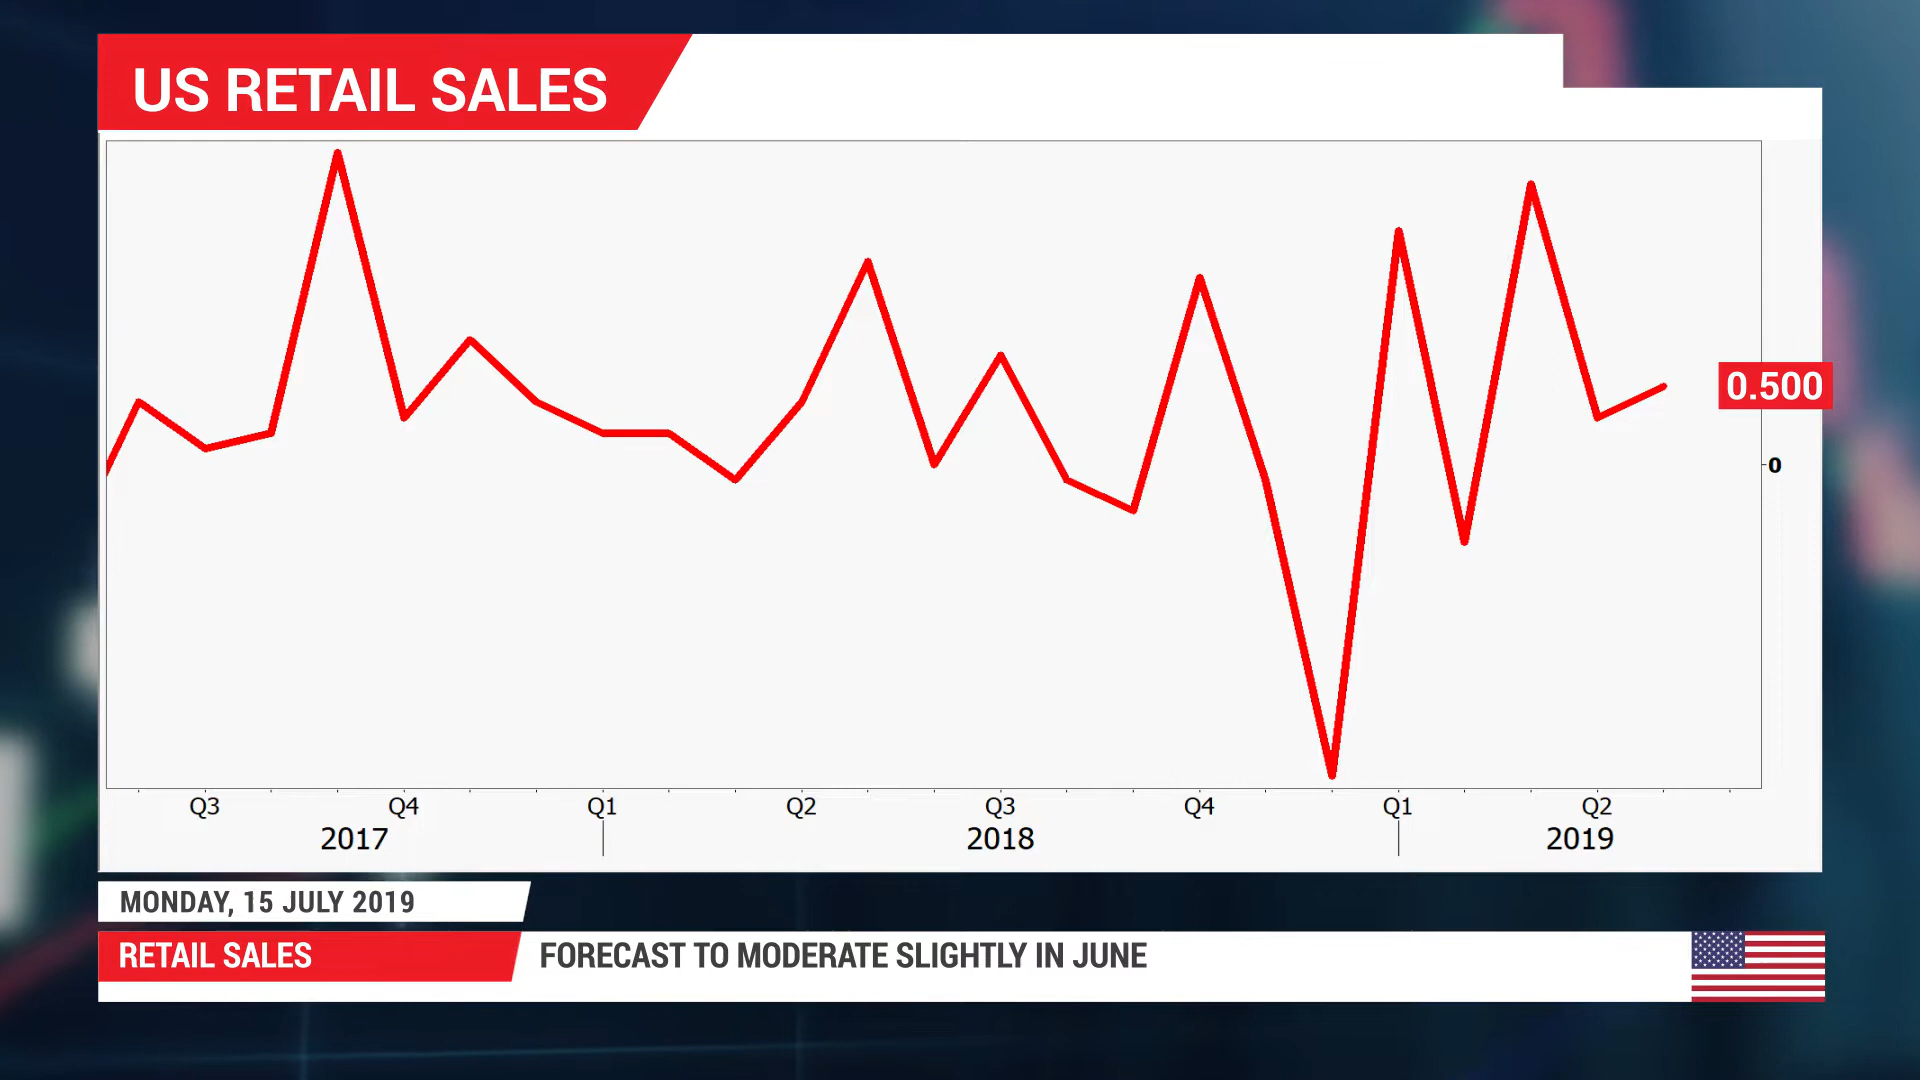 US RETAIL SALES
0.500
0
Q3 Q4 Q1 Q2 Q3 Q4 Q1 Q2
2017 2018 2019
MONDAY, 15 JULY 2019
RETAIL SALES
FORECAST TO MODERATE SLIGHTLY IN JUNE